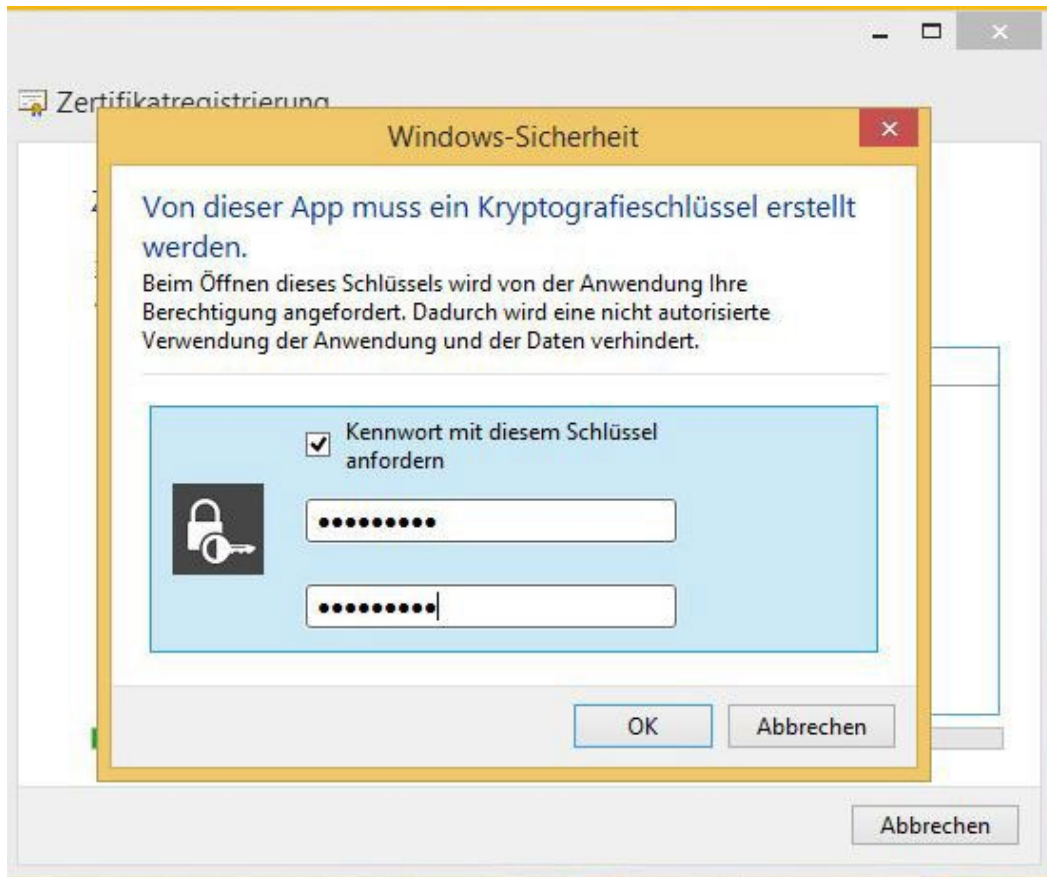 Zertifikatregistrierung
Windows-Sicherheit
Von dieser App muss ein Kryptografieschlüssel erstellt
werden.
Beim Öffnen dieses Schlüssels wird von der Anwendung Ihre
Berechtigung angefordert. Dadurch wird eine nicht autorisierte
Verwendung der Anwendung und der Daten verhindert.
Kennwort mit diesem Schlüssel
anfordern
•••••••••
•••••••••
OK Abbrechen
Abbrechen